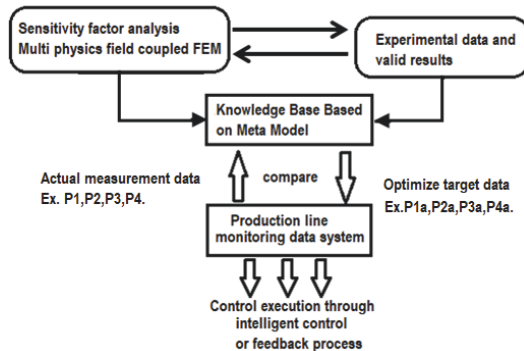 Sensitivity factor analysis
Multi physics field coupled FEM
Experimental data and
valid results
Knowledge Base Based
on Meta Model
Actual measurement data
Ex. P1,P2,P3,P4.
compare
Optimize target data
Ex.P1a,P2a,P3a,P4a.
Production line
monitoring data system
Control execution through
intelligent control
or feedback process